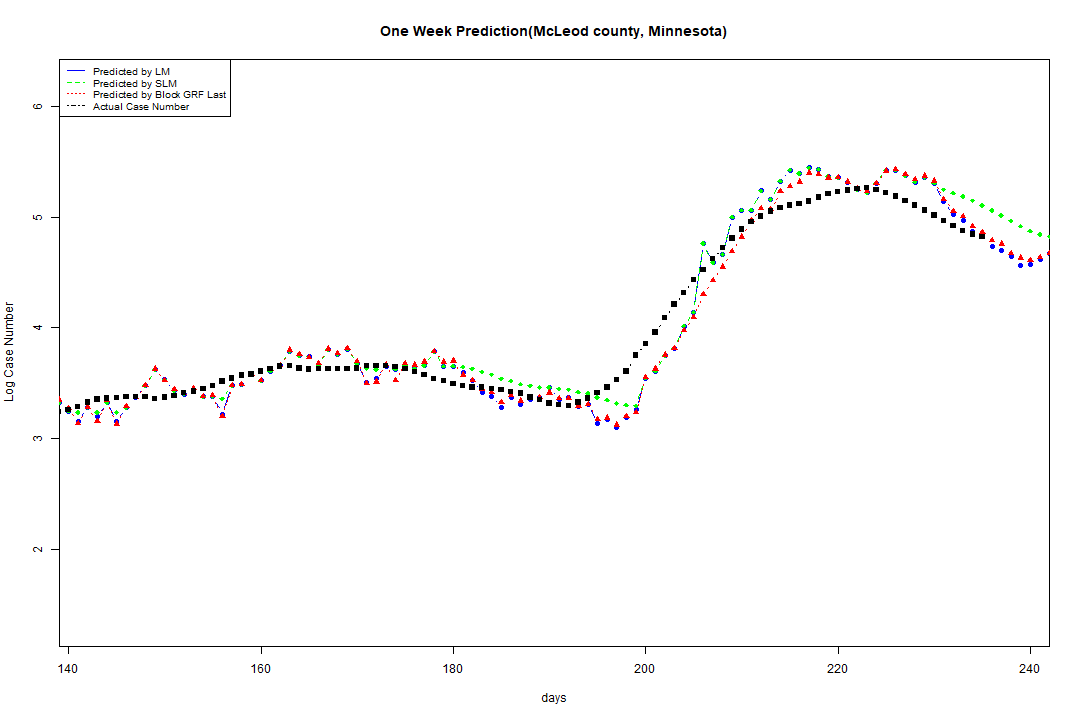 One Week Prediction(McLeod county, Minnesota)
Predicted by LM
Predicted by SLM
Predicted by Block GRF Last
Actual Case Number
6
5
4
3
2
Log Case Number
140 160 180 200 220 240
days